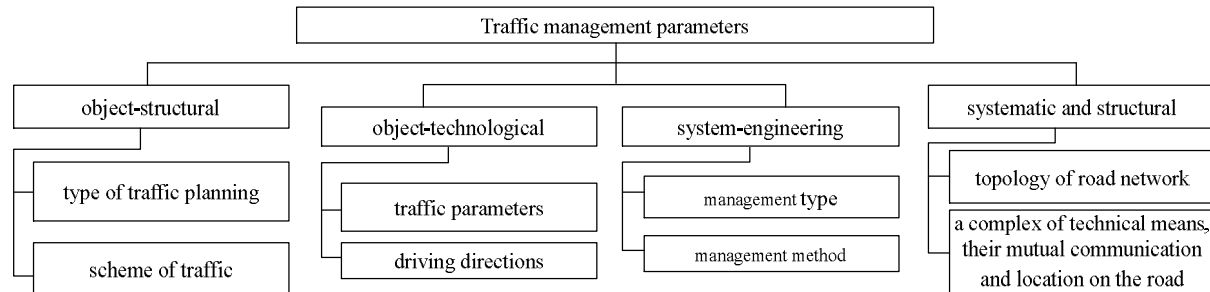 Traffic management parameters
object-structural
object-technological
system-engineering
systematic and structural
type of traffic planning
scheme of traffic
traffic parameters
driving directions
management type
management method
topology of road network
a complex of technical means,
their mutual communication
and location on the road